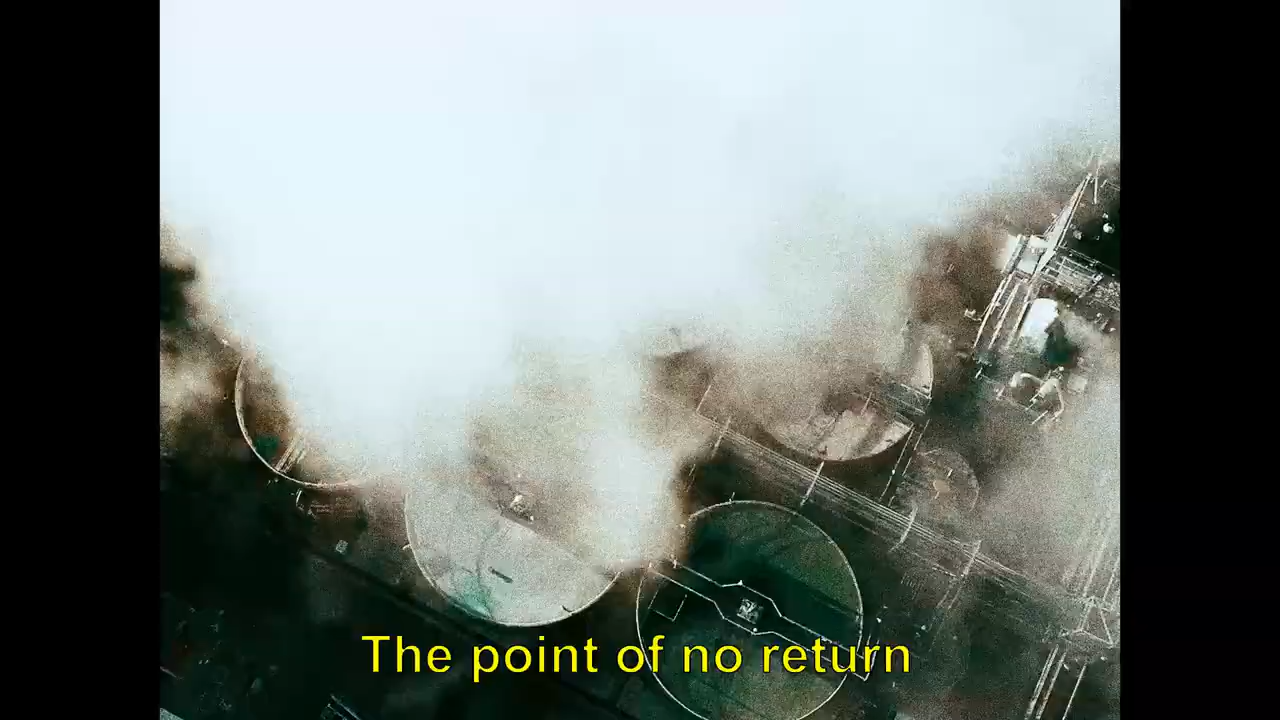 The point of no return